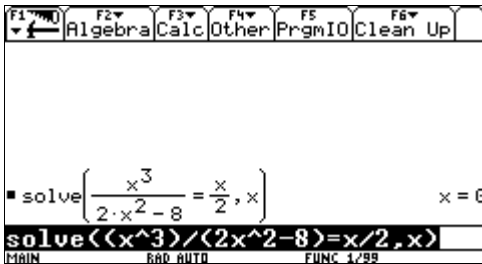 F1 F2 Algebra F3 Calc F4 Other F5 PrgmIO F6 Clean Up
solve(x^3/(2·x^2-8) = x/2, x) x = 0
solve((x^3)/(2x^2-8)=x/2,x)
MAIN RAD AUTO FUNC 1/99